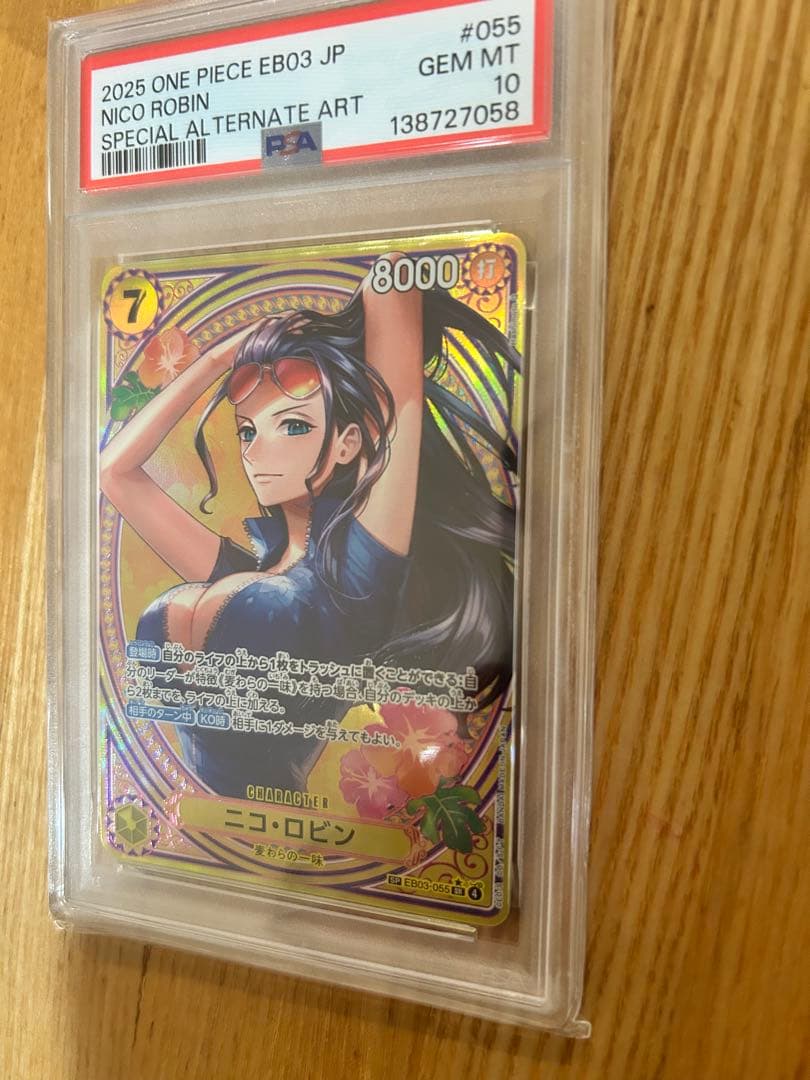 2025 ONE PIECE EB03 JP
#055
NICO ROBIN
GEM MT
SPECIAL ALTERNATE ART
10
PSA
138727058
7
8000
打
登場時 自分のライフの上から1枚をトラッシュに置くことができる:自
分のリーダーが特徴《麦わらの一味》を持つ場合、自分のデッキの上か
ら2枚までを、ライフの上に加える。
相手のターン中 KO時 相手に1ダメージを与えてもよい。
CHARACTER
ニコ・ロビン
麦わらの一味
SP EB03-055 SR 4